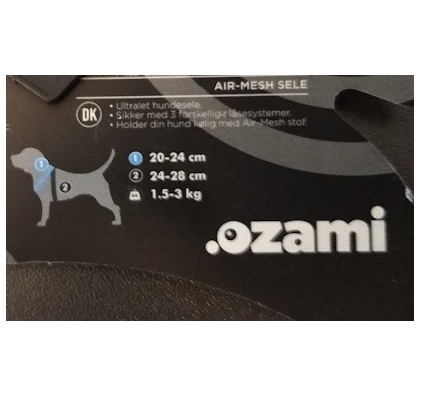 AIR-MESH SELE
DK
• Ultralet hundesele.
• Sikker med 3 forskellige låsesystemer.
• Holder din hund kølig med Air-Mesh stof.
1 20-24 cm
2 24-28 cm
1.5-3 kg
1
2
.ozami